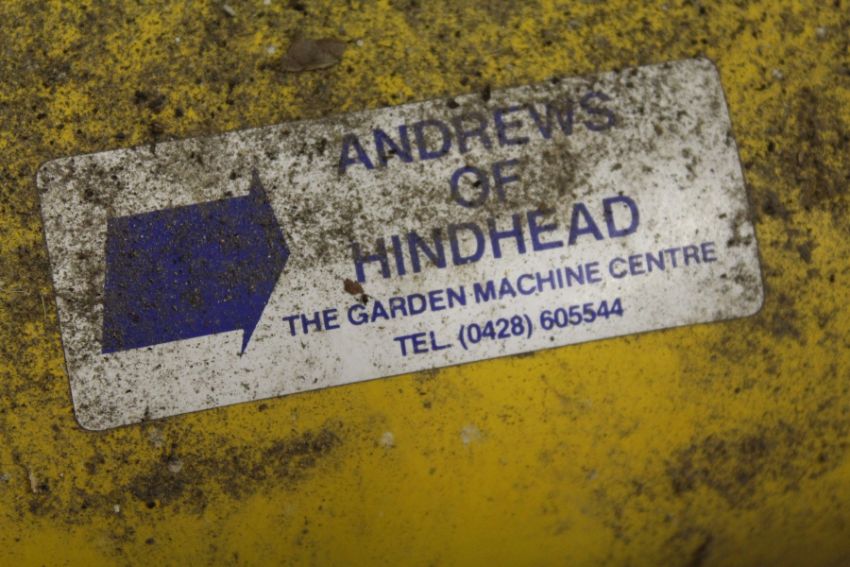 ANDREWS
OF
HINDHEAD
THE GARDEN MACHINE CENTRE
TEL. (0428) 605544